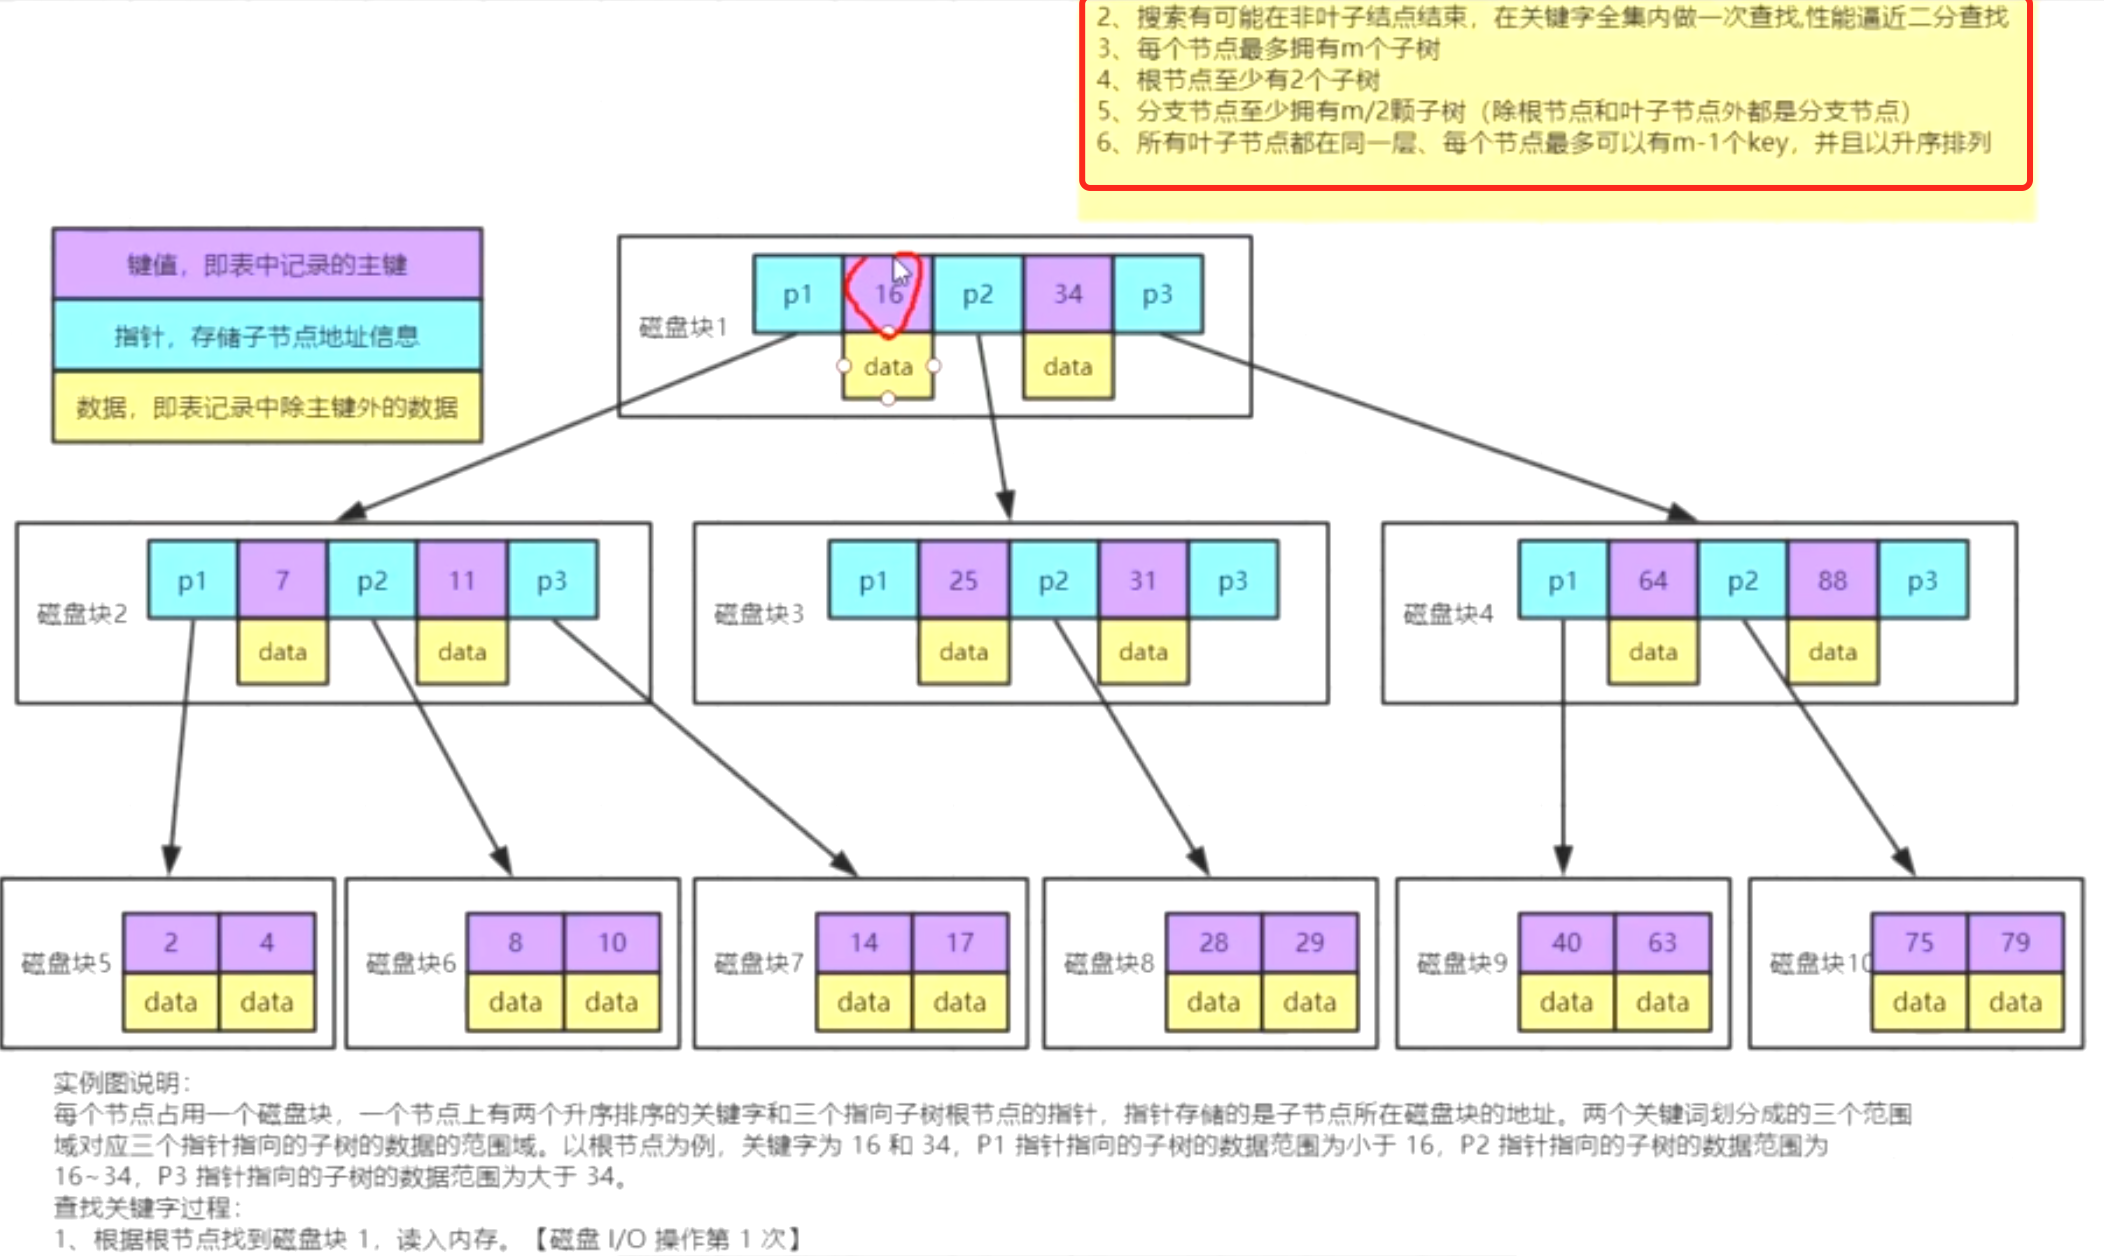 2、搜索有可能在非叶子结点结束，在关键字全集内做一次查找,性能逼近二分查找
3、每个节点最多拥有m个子树
4、根节点至少有2个子树
5、分支节点至少拥有m/2颗子树（除根节点和叶子节点外都是分支节点）
6、所有叶子节点都在同一层、每个节点最多可以有m-1个key，并且以升序排列
键值，即表中记录的主键
指针，存储子节点地址信息
数据，即表记录中除主键外的数据
磁盘块1
p1 16 p2 34 p3
data data
磁盘块2
p1 7 p2 11 p3
data data
磁盘块3
p1 25 p2 31 p3
data data
磁盘块4
p1 64 p2 88 p3
data data
磁盘块5
2 4
data data
磁盘块6
8 10
data data
磁盘块7
14 17
data data
磁盘块8
28 29
data data
磁盘块9
40 63
data data
磁盘块10
75 79
data data
实例图说明：
每个节点占用一个磁盘块，一个节点上有两个升序排序的关键字和三个指向子树根节点的指针，指针存储的是子节点所在磁盘块的地址。两个关键词划分成的三个范围
域对应三个指针指向的子树的数据的范围域。以根节点为例，关键字为 16 和 34，P1 指针指向的子树的数据范围为小于 16，P2 指针指向的子树的数据范围为
16~34，P3 指针指向的子树的数据范围为大于 34。
查找关键字过程：
1、根据根节点找到磁盘块 1，读入内存。【磁盘 I/O 操作第 1 次】